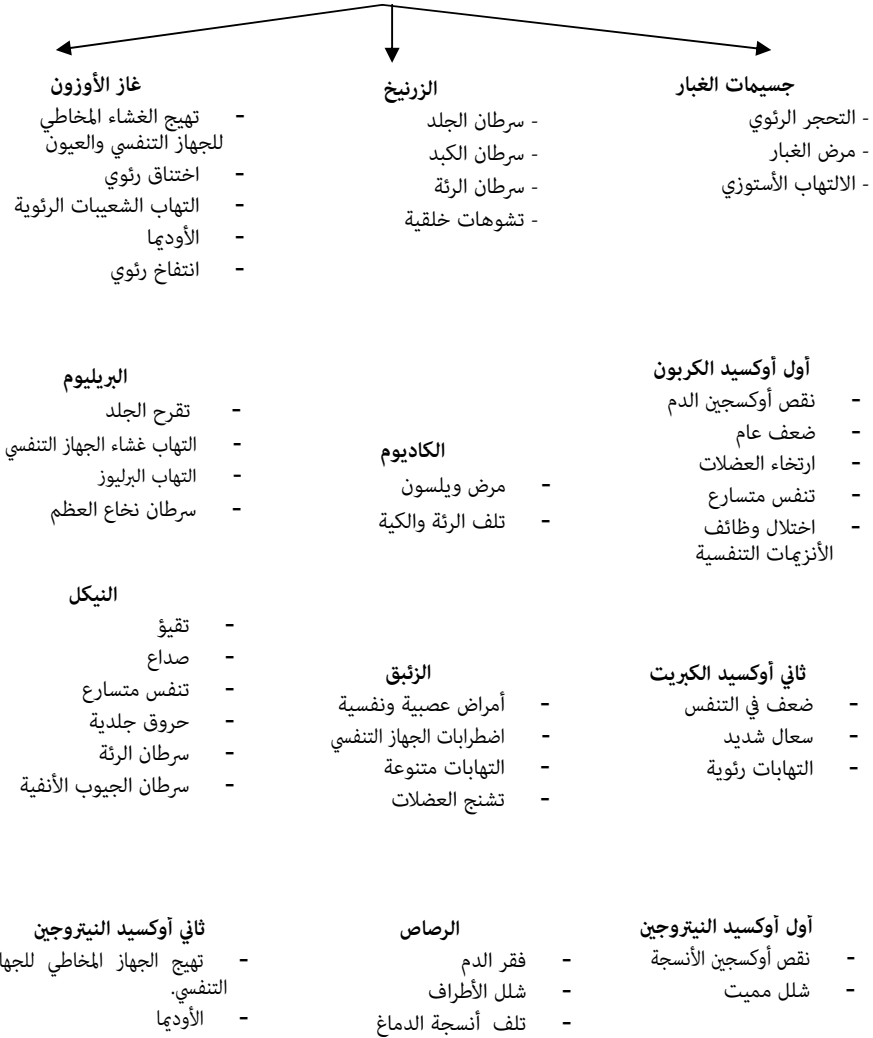 جسيمات الغبار
- التحجر الرئوي
- مرض الغبار
- الالتهاب الأستوزي
الزرنيخ
- سرطان الجلد
- سرطان الكبد
- سرطان الرئة
- تشوهات خلقية
غاز الأوزون
- تهيج الغشاء المخاطي
للجهاز التنفسي والعيون
- اختناق رئوي
- التهاب الشعيبات الرئوية
- الأوديما
- انتفاخ رئوي
أول أوكسيد الكربون
- نقص أوكسجين الدم
- ضعف عام
- ارتخاء العضلات
- تنفس متسارع
- اختلال وظائف
الأنزيمات التنفسية
الكاديوم
- مرض ويلسون
- تلف الرئة والكية
البريليوم
- تقرح الجلد
- التهاب غشاء الجهاز التنفسي
- التهاب البرليوز
- سرطان نخاع العظم
النيكل
- تقيؤ
- صداع
- تنفس متسارع
- حروق جلدية
- سرطان الرئة
- سرطان الجيوب الأنفية
ثاني أوكسيد الكبريت
- ضعف في التنفس
- سعال شديد
- التهابات رئوية
الزئبق
- أمراض عصبية ونفسية
- اضطرابات الجهاز التنفسي
- التهابات متنوعة
- تشنج العضلات
أول أوكسيد النيتروجين
- نقص أوكسجين الأنسجة
- شلل مميت
الرصاص
- فقر الدم
- شلل الأطراف
- تلف أنسجة الدماغ
ثاني أوكسيد النيتروجين
- تهيج الجهاز المخاطي للجها
التنفسي.
- الأوديما